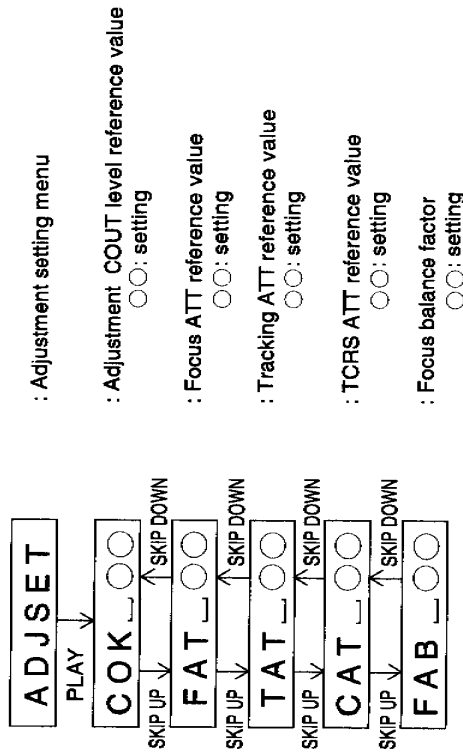 ADJSET : Adjustment setting menu
PLAY
COK_○○ : Adjustment COUT level reference value
○○: setting
SKIP UP SKIP DOWN
FAT_○○ : Focus ATT reference value
○○: setting
SKIP UP SKIP DOWN
TAT_○○ : Tracking ATT reference value
○○: setting
SKIP UP SKIP DOWN
CAT_○○ : TCRS ATT reference value
○○: setting
SKIP UP SKIP DOWN
FAB_○○ : Focus balance factor
○○: setting